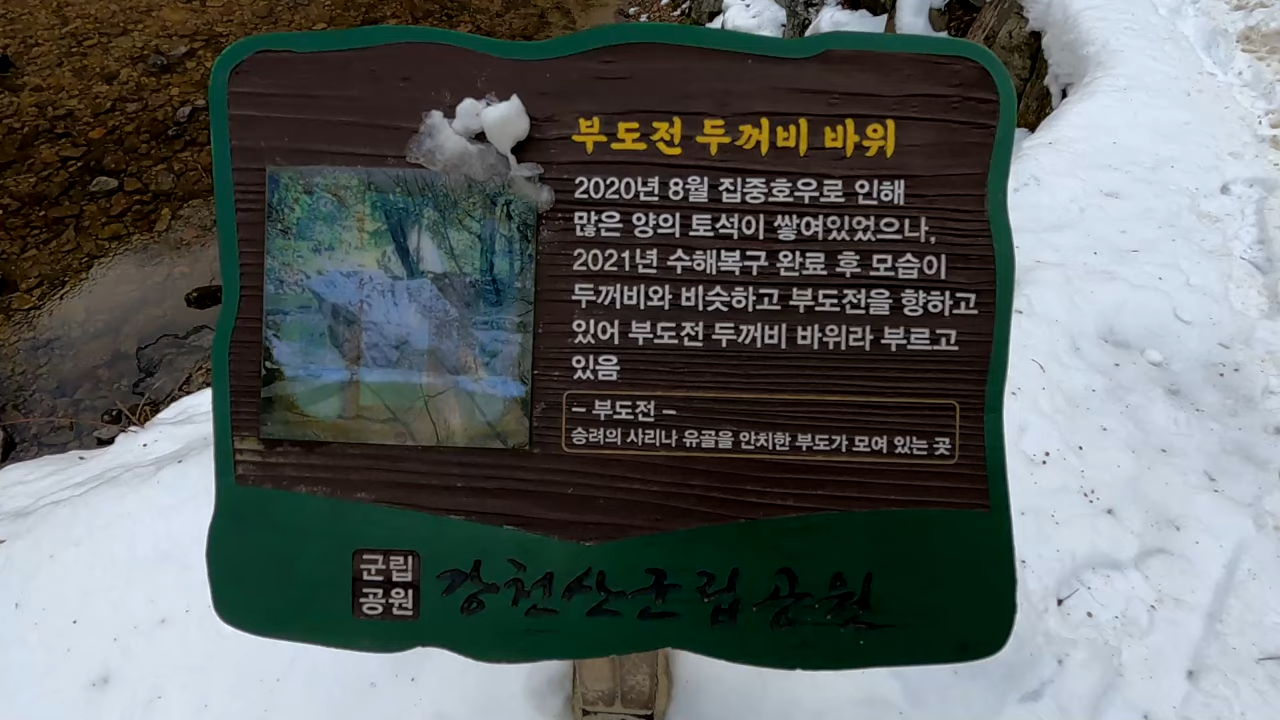 부도전 두꺼비 바위
2020년 8월 집중호우로 인해
많은 양의 토석이 쌓여있었으나,
2021년 수해복구 완료 후 모습이
두꺼비와 비슷하고 부도전을 향하고
있어 부도전 두꺼비 바위라 부르고
있음
- 부도전 -
승려의 사리나 유골을 안치한 부도가 모여 있는 곳
군립
공원
강천산군립공원